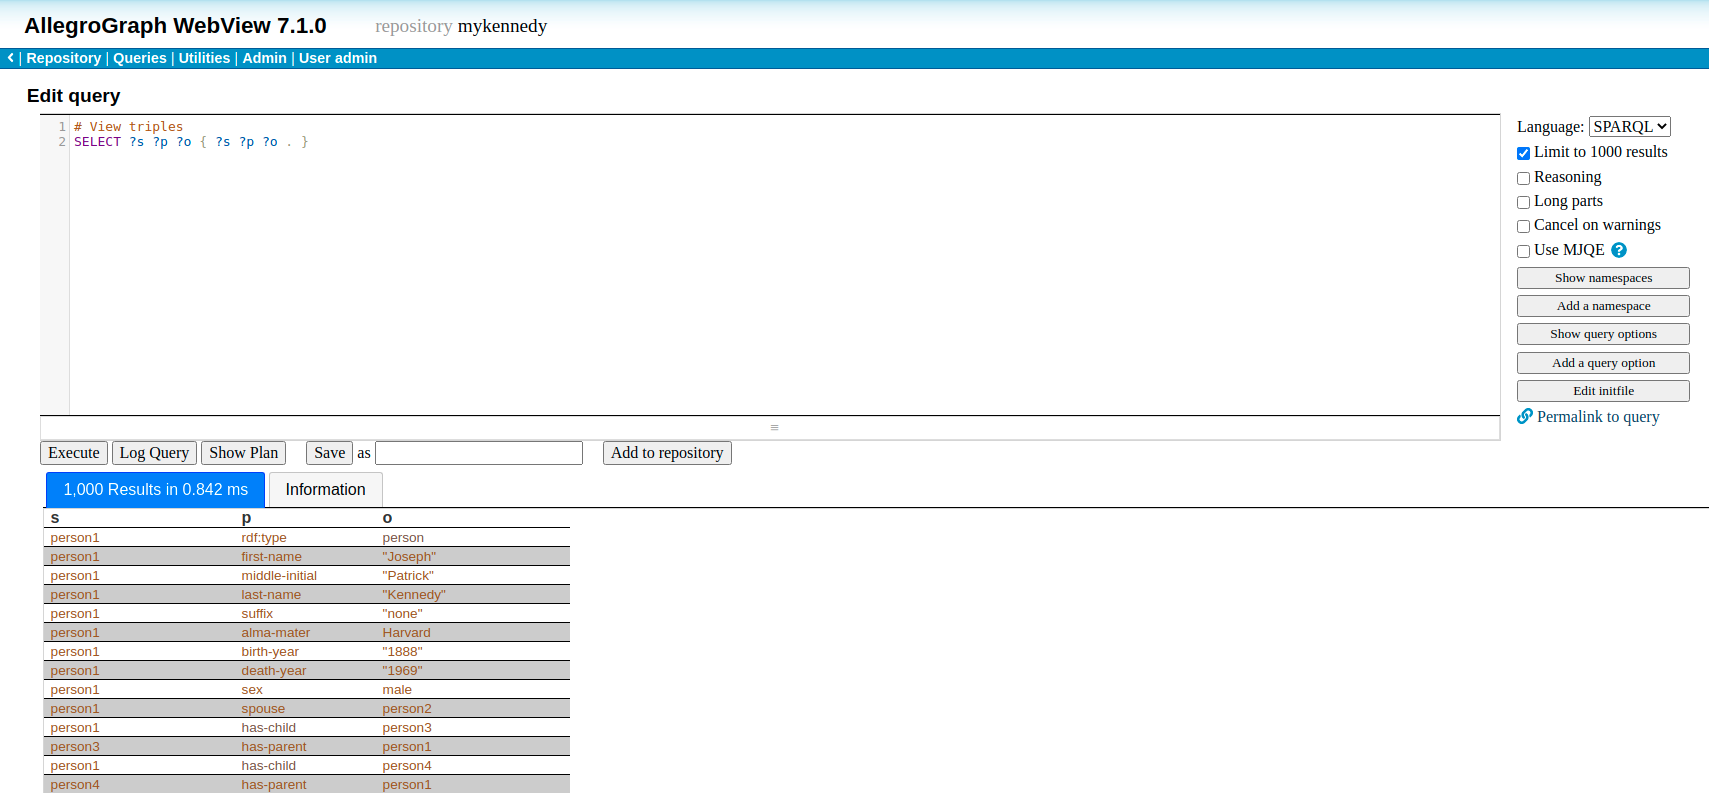 AllegroGraph WebView 7.1.0 repository mykennedy
‹ | Repository | Queries | Utilities | Admin | User admin
Edit query
1 # View triples
2 SELECT ?s ?p ?o { ?s ?p ?o . }
Language: SPARQL
Limit to 1000 results
Reasoning
Long parts
Cancel on warnings
Use MJQE ?
Show namespaces
Add a namespace
Show query options
Add a query option
Edit initfile
Permalink to query
Execute Log Query Show Plan Save as Add to repository
1,000 Results in 0.842 ms Information
s p o
person1 rdf:type person
person1 first-name "Joseph"
person1 middle-initial "Patrick"
person1 last-name "Kennedy"
person1 suffix "none"
person1 alma-mater Harvard
person1 birth-year "1888"
person1 death-year "1969"
person1 sex male
person1 spouse person2
person1 has-child person3
person3 has-parent person1
person1 has-child person4
person4 has-parent person1